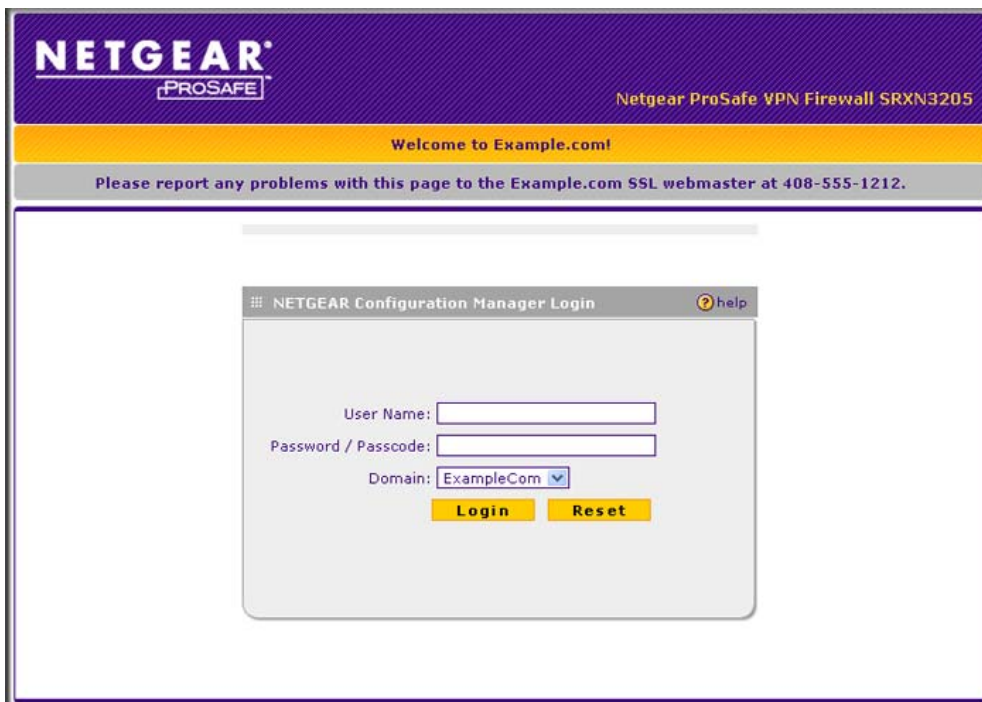 NETGEAR®
PROSAFE™
Netgear ProSafe VPN Firewall SRXN3205
Welcome to Example.com!
Please report any problems with this page to the Example.com SSL webmaster at 408-555-1212.
NETGEAR Configuration Manager Login
? help
User Name:
Password / Passcode:
Domain: ExampleCom
Login Reset